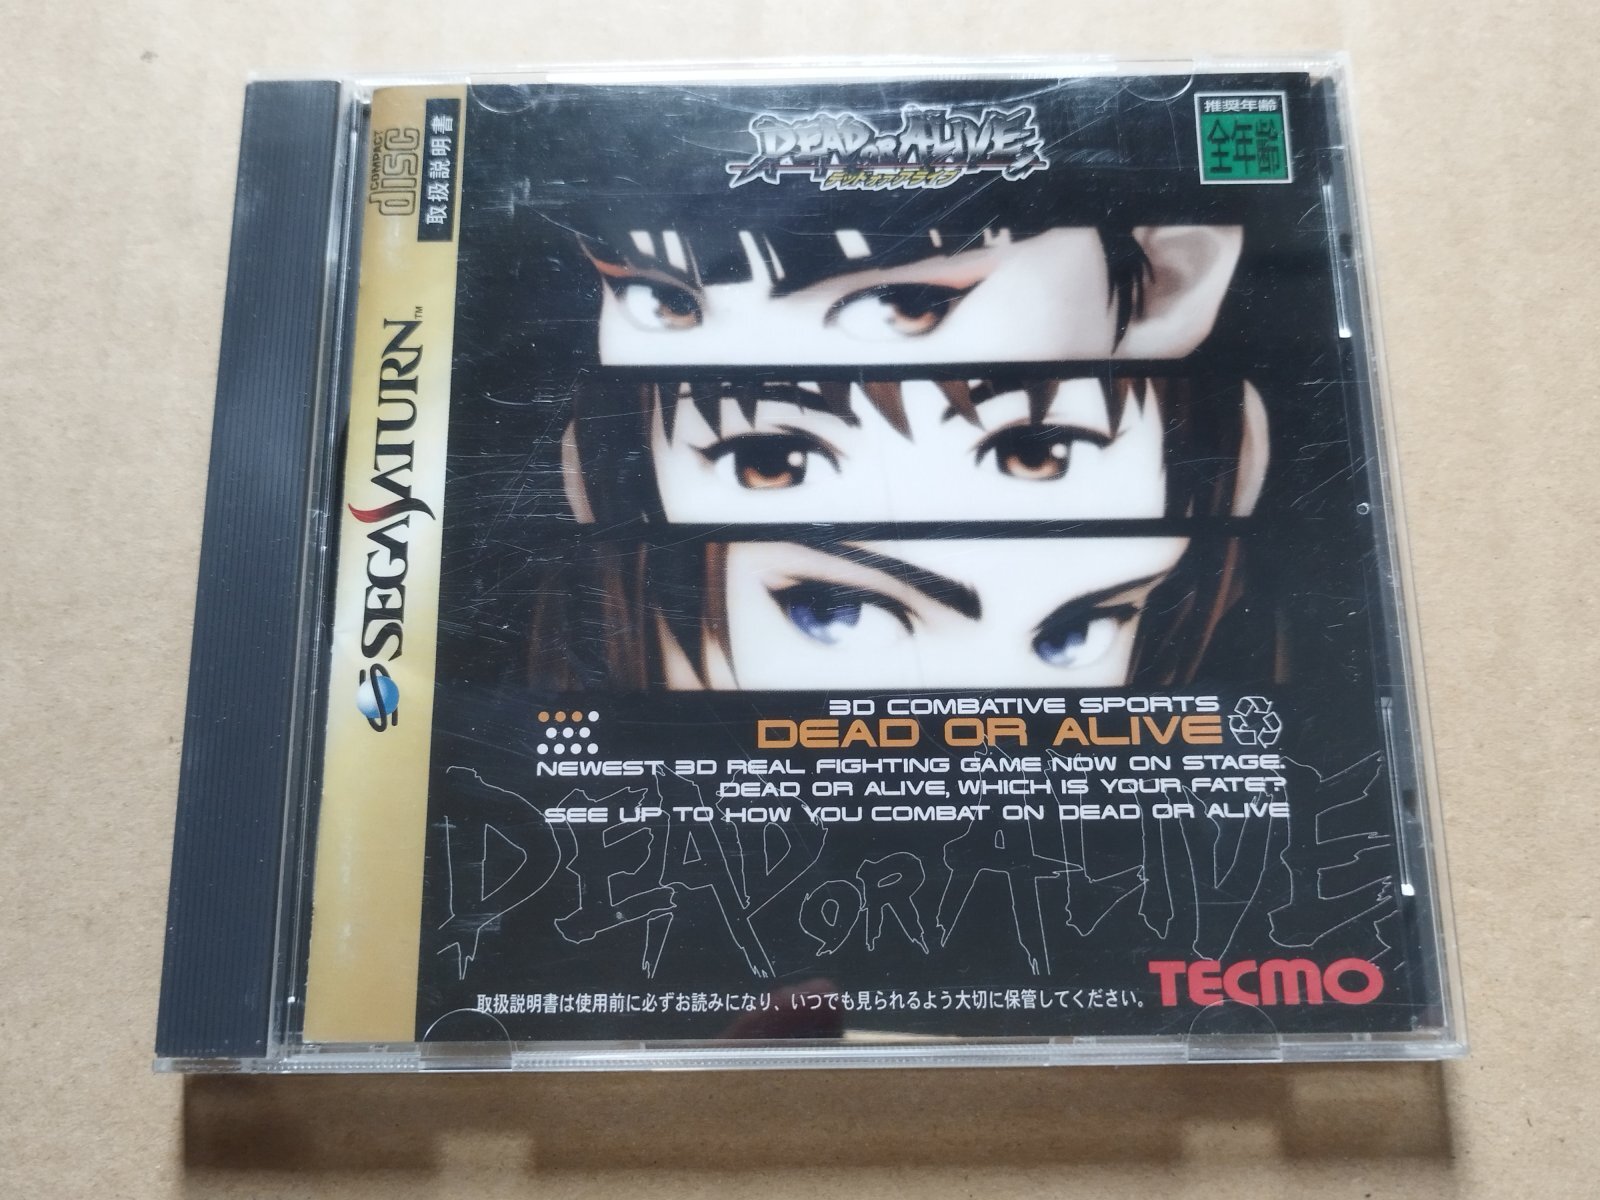 COMPACT
disc
取扱説明書
SEGA SATURN™
DEAD OR ALIVE
デッド オア アライブ
推奨年齢
全年齢
3D COMBATIVE SPORTS
DEAD OR ALIVE
NEWEST 3D REAL FIGHTING GAME NOW ON STAGE.
DEAD OR ALIVE, WHICH IS YOUR FATE?
SEE UP TO HOW YOU COMBAT ON DEAD OR ALIVE
DEAD OR ALIVE
TECMO
取扱説明書は使用前に必ずお読みになり、いつでも見られるよう大切に保管してください。